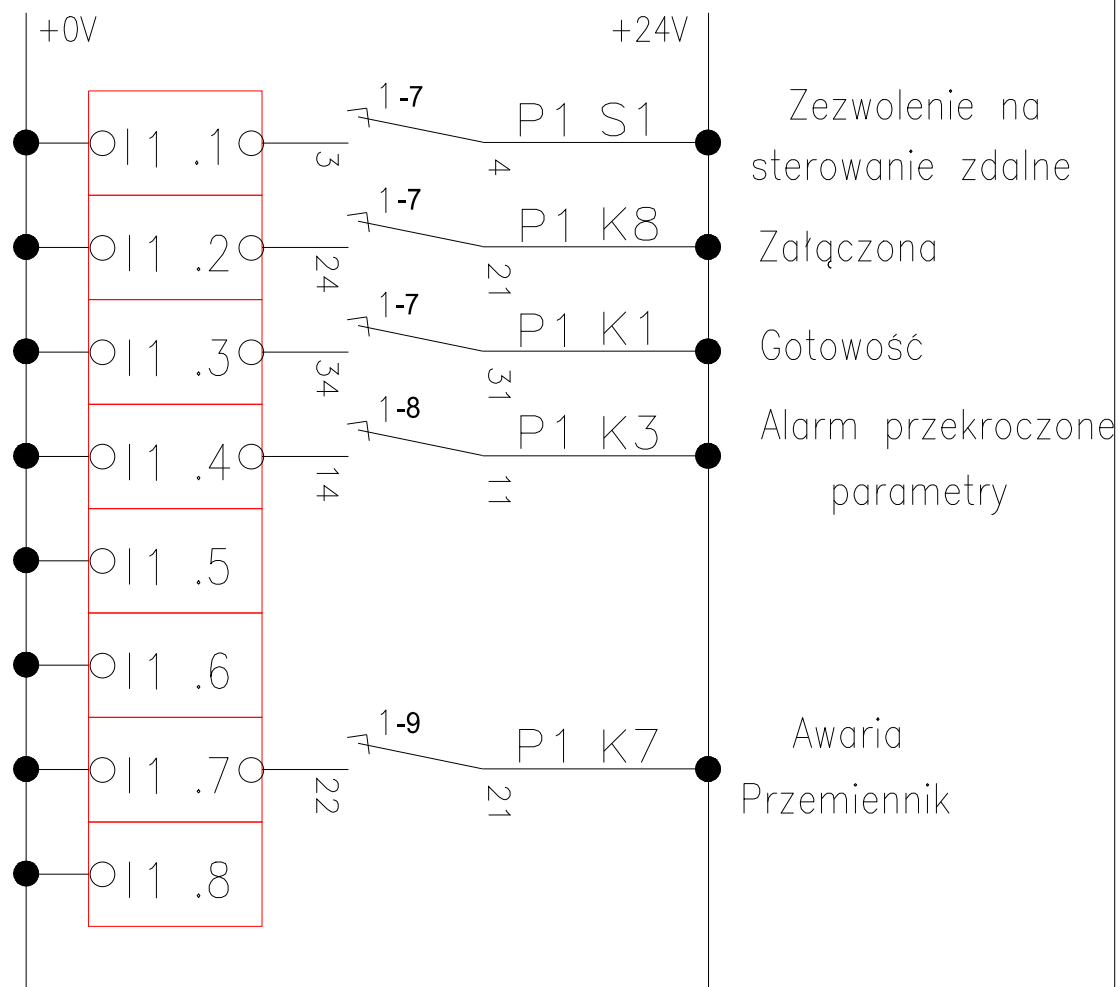 +0V +24V
1-7 P1 S1
I1 .1 3 4
Zezwolenie na
sterowanie zdalne
1-7 P1 K8
I1 .2 24 21
Załączona
1-7 P1 K1
I1 .3 34 31
Gotowość
1-8 P1 K3
I1 .4 14 11
Alarm przekroczone
parametry
I1 .5
I1 .6
1-9 P1 K7
I1 .7 22 21
Awaria
Przemiennik
I1 .8